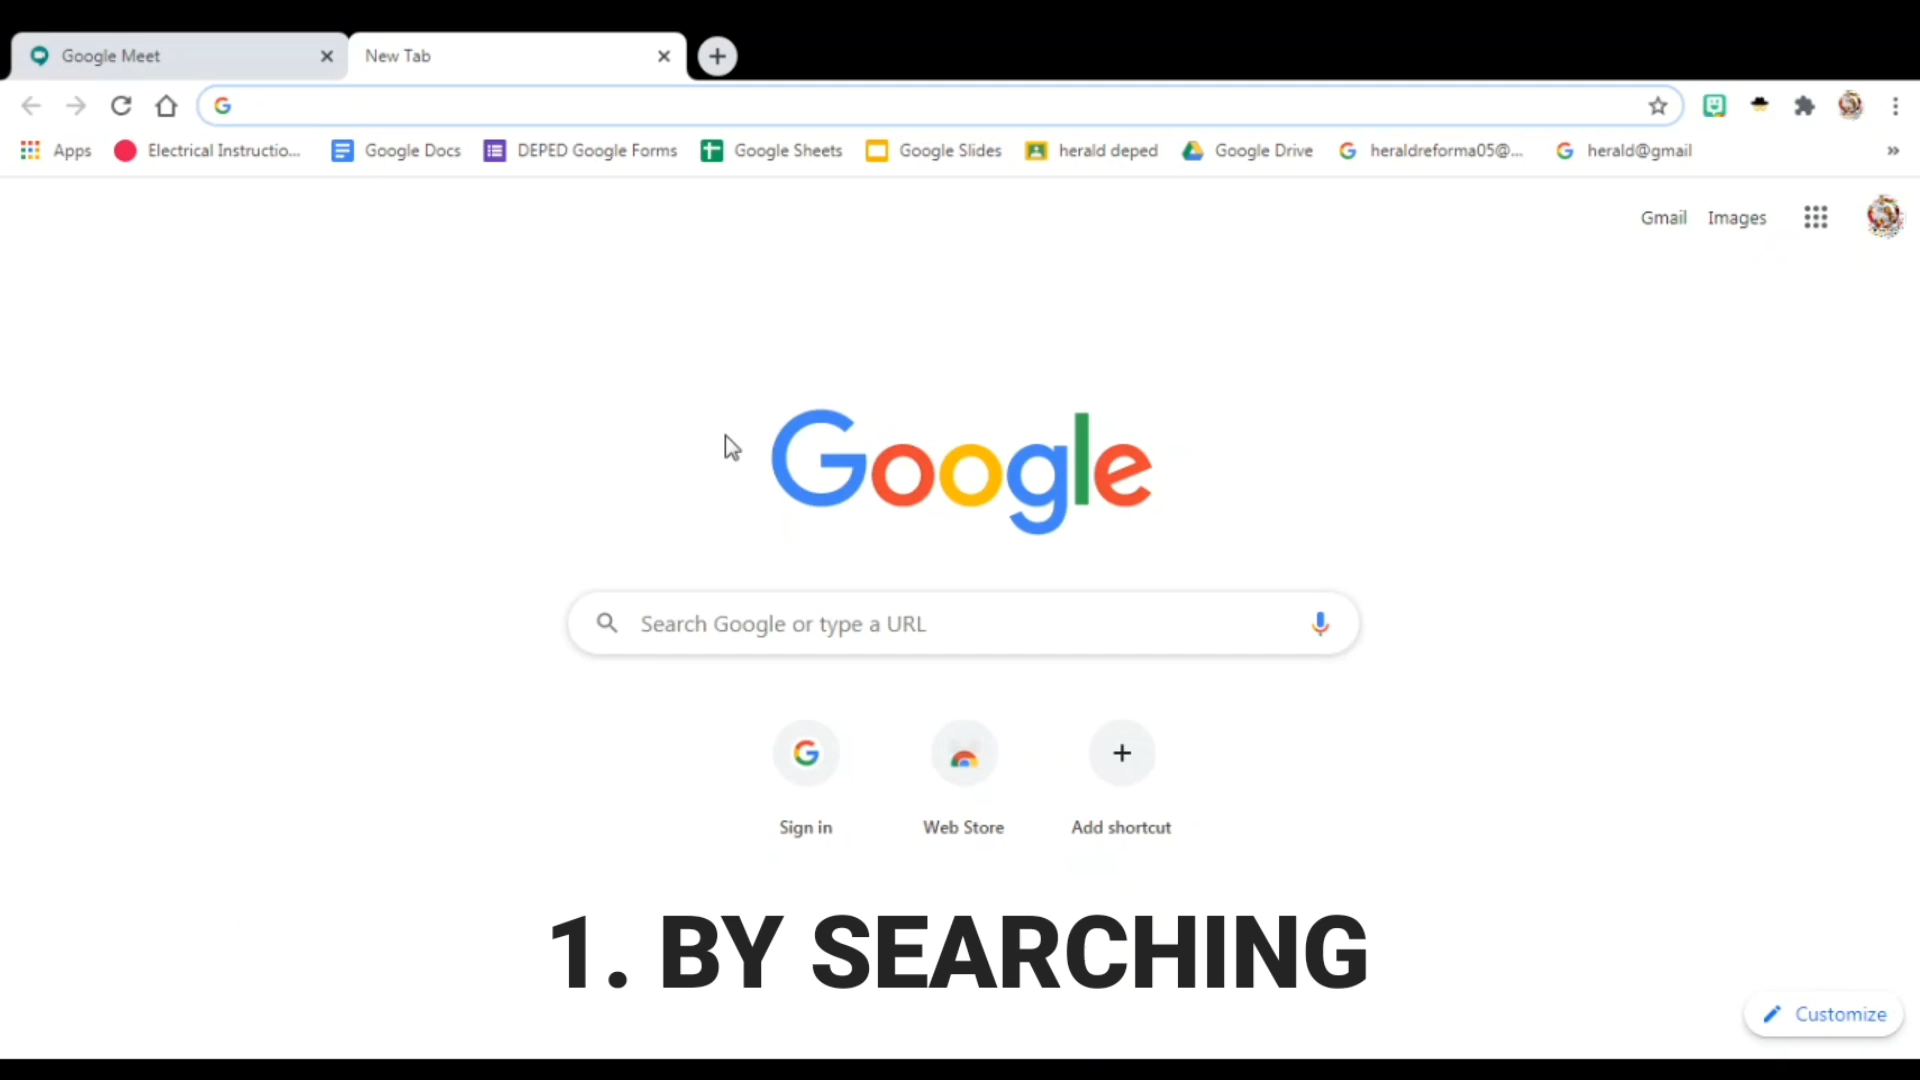 Google Meet
New Tab
Apps
Electrical Instructio...
Google Docs
DEPED Google Forms
Google Sheets
Google Slides
herald deped
Google Drive
heraldreforma05@...
herald@gmail
Gmail
Images
Google
Search Google or type a URL
Sign in
Web Store
Add shortcut
1. BY SEARCHING
Customize